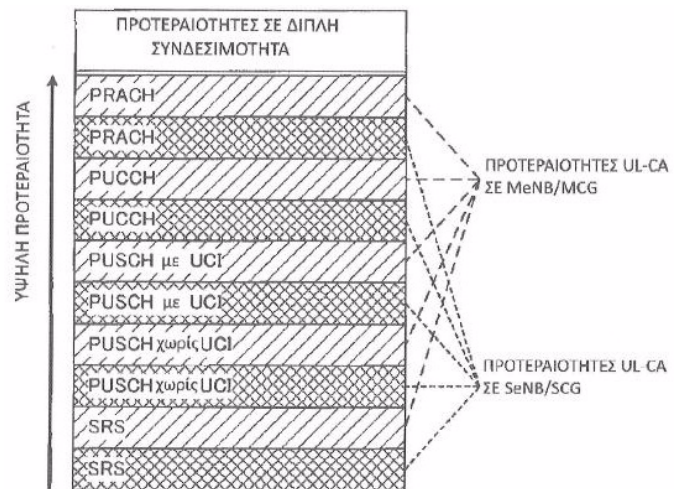 ΠΡΟΤΕΡΑΙΟΤΗΤΕΣ ΣΕ ΔΙΠΛΗ
ΣΥΝΔΕΣΙΜΟΤΗΤΑ
ΥΨΗΛΗ ΠΡΟΤΕΡΑΙΟΤΗΤΑ
PRACH
PRACH
PUCCH
PUCCH
PUSCH με UCI
PUSCH με UCI
PUSCH χωρίς UCI
PUSCH χωρίς UCI
SRS
SRS
ΠΡΟΤΕΡΑΙΟΤΗΤΕΣ UL-CA
ΣΕ MeNB/MCG
ΠΡΟΤΕΡΑΙΟΤΗΤΕΣ UL-CA
ΣΕ SeNB/SCG